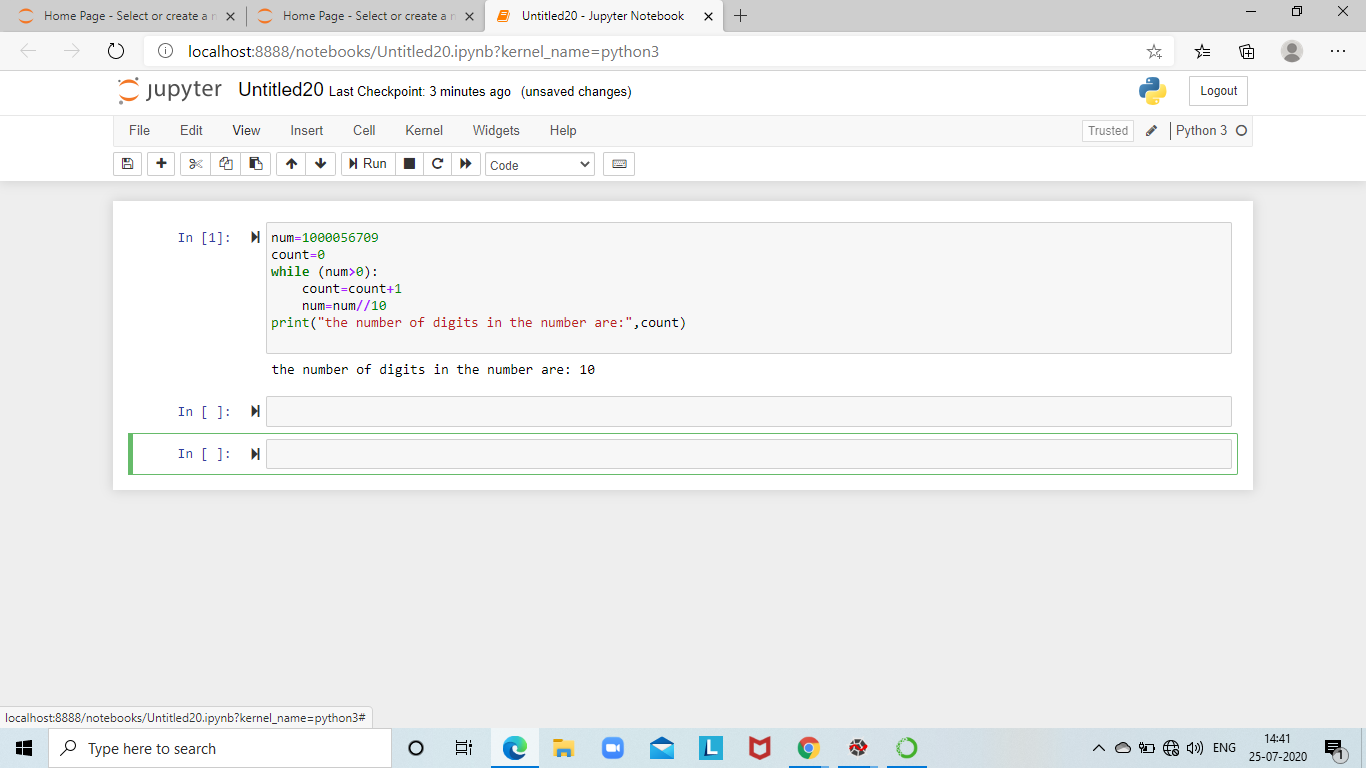 Home Page - Select or create a n
Home Page - Select or create a n
Untitled20 - Jupyter Notebook
localhost:8888/notebooks/Untitled20.ipynb?kernel_name=python3
jupyter Untitled20 Last Checkpoint: 3 minutes ago (unsaved changes)
Logout
File Edit View Insert Cell Kernel Widgets Help
Trusted Python 3
Run Code
In [1]: num=1000056709
count=0
while (num>0):
    count=count+1
    num=num//10
print("the number of digits in the number are:",count)
the number of digits in the number are: 10
In [ ]:
In [ ]:
localhost:8888/notebooks/Untitled20.ipynb?kernel_name=python3#
Type here to search
L
ENG
14:41
25-07-2020
1